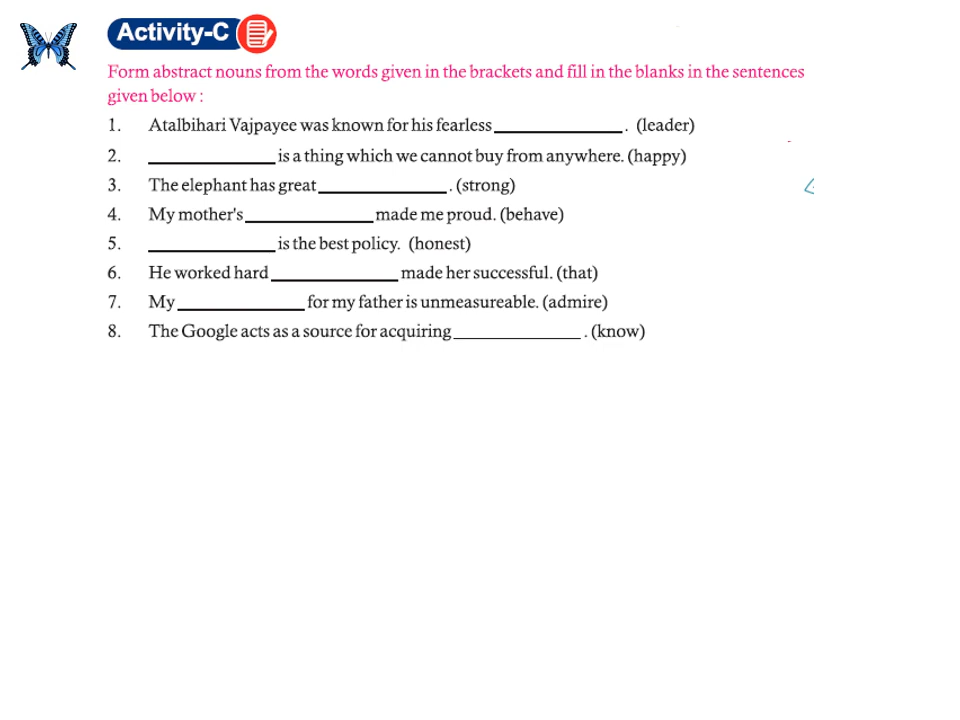 Activity-C
Form abstract nouns from the words given in the brackets and fill in the blanks in the sentences
given below :
1. Atalbihari Vajpayee was known for his fearless ______________ . (leader)
2. ______________ is a thing which we cannot buy from anywhere. (happy)
3. The elephant has great ______________ . (strong)
4. My mother's ______________ made me proud. (behave)
5. ______________ is the best policy. (honest)
6. He worked hard ______________ made her successful. (that)
7. My ______________ for my father is unmeasureable. (admire)
8. The Google acts as a source for acquiring ______________ . (know)